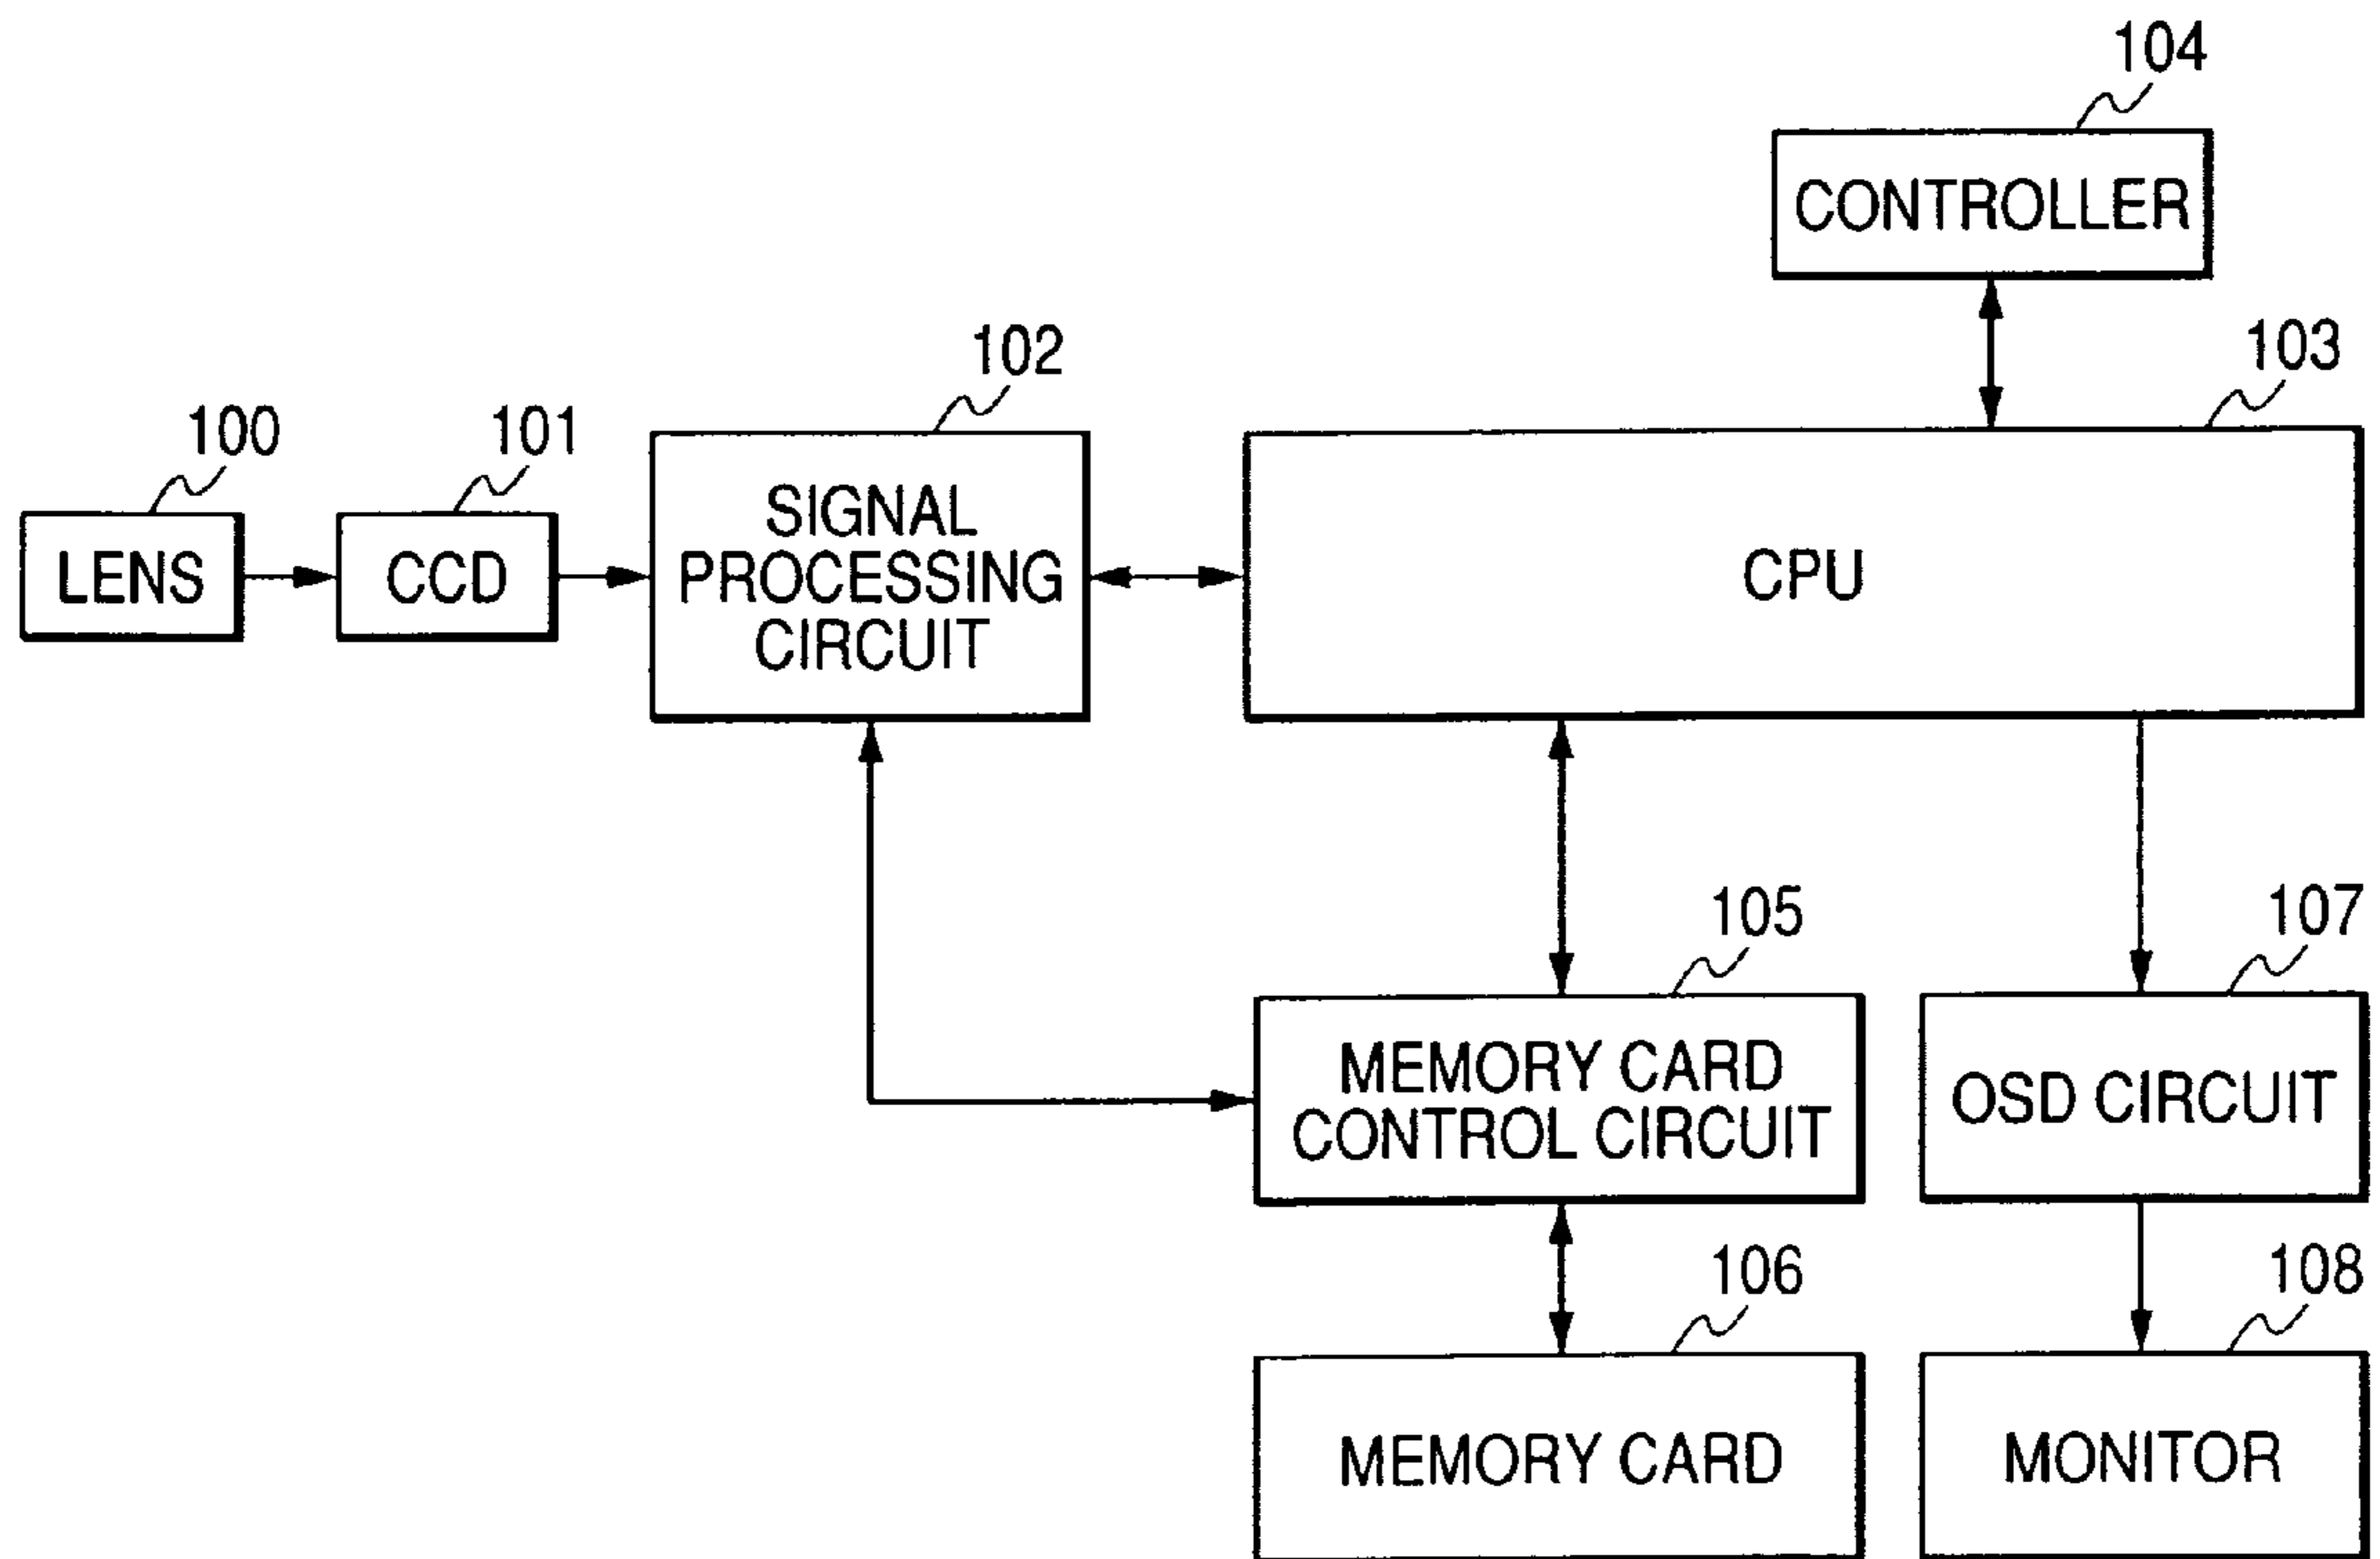 104
CONTROLLER
102
103
100
101
SIGNAL
PROCESSING
CIRCUIT
LENS
CCD
CPU
105
107
MEMORY CARD
CONTROL CIRCUIT
OSD CIRCUIT
106
108
MEMORY CARD
MONITOR